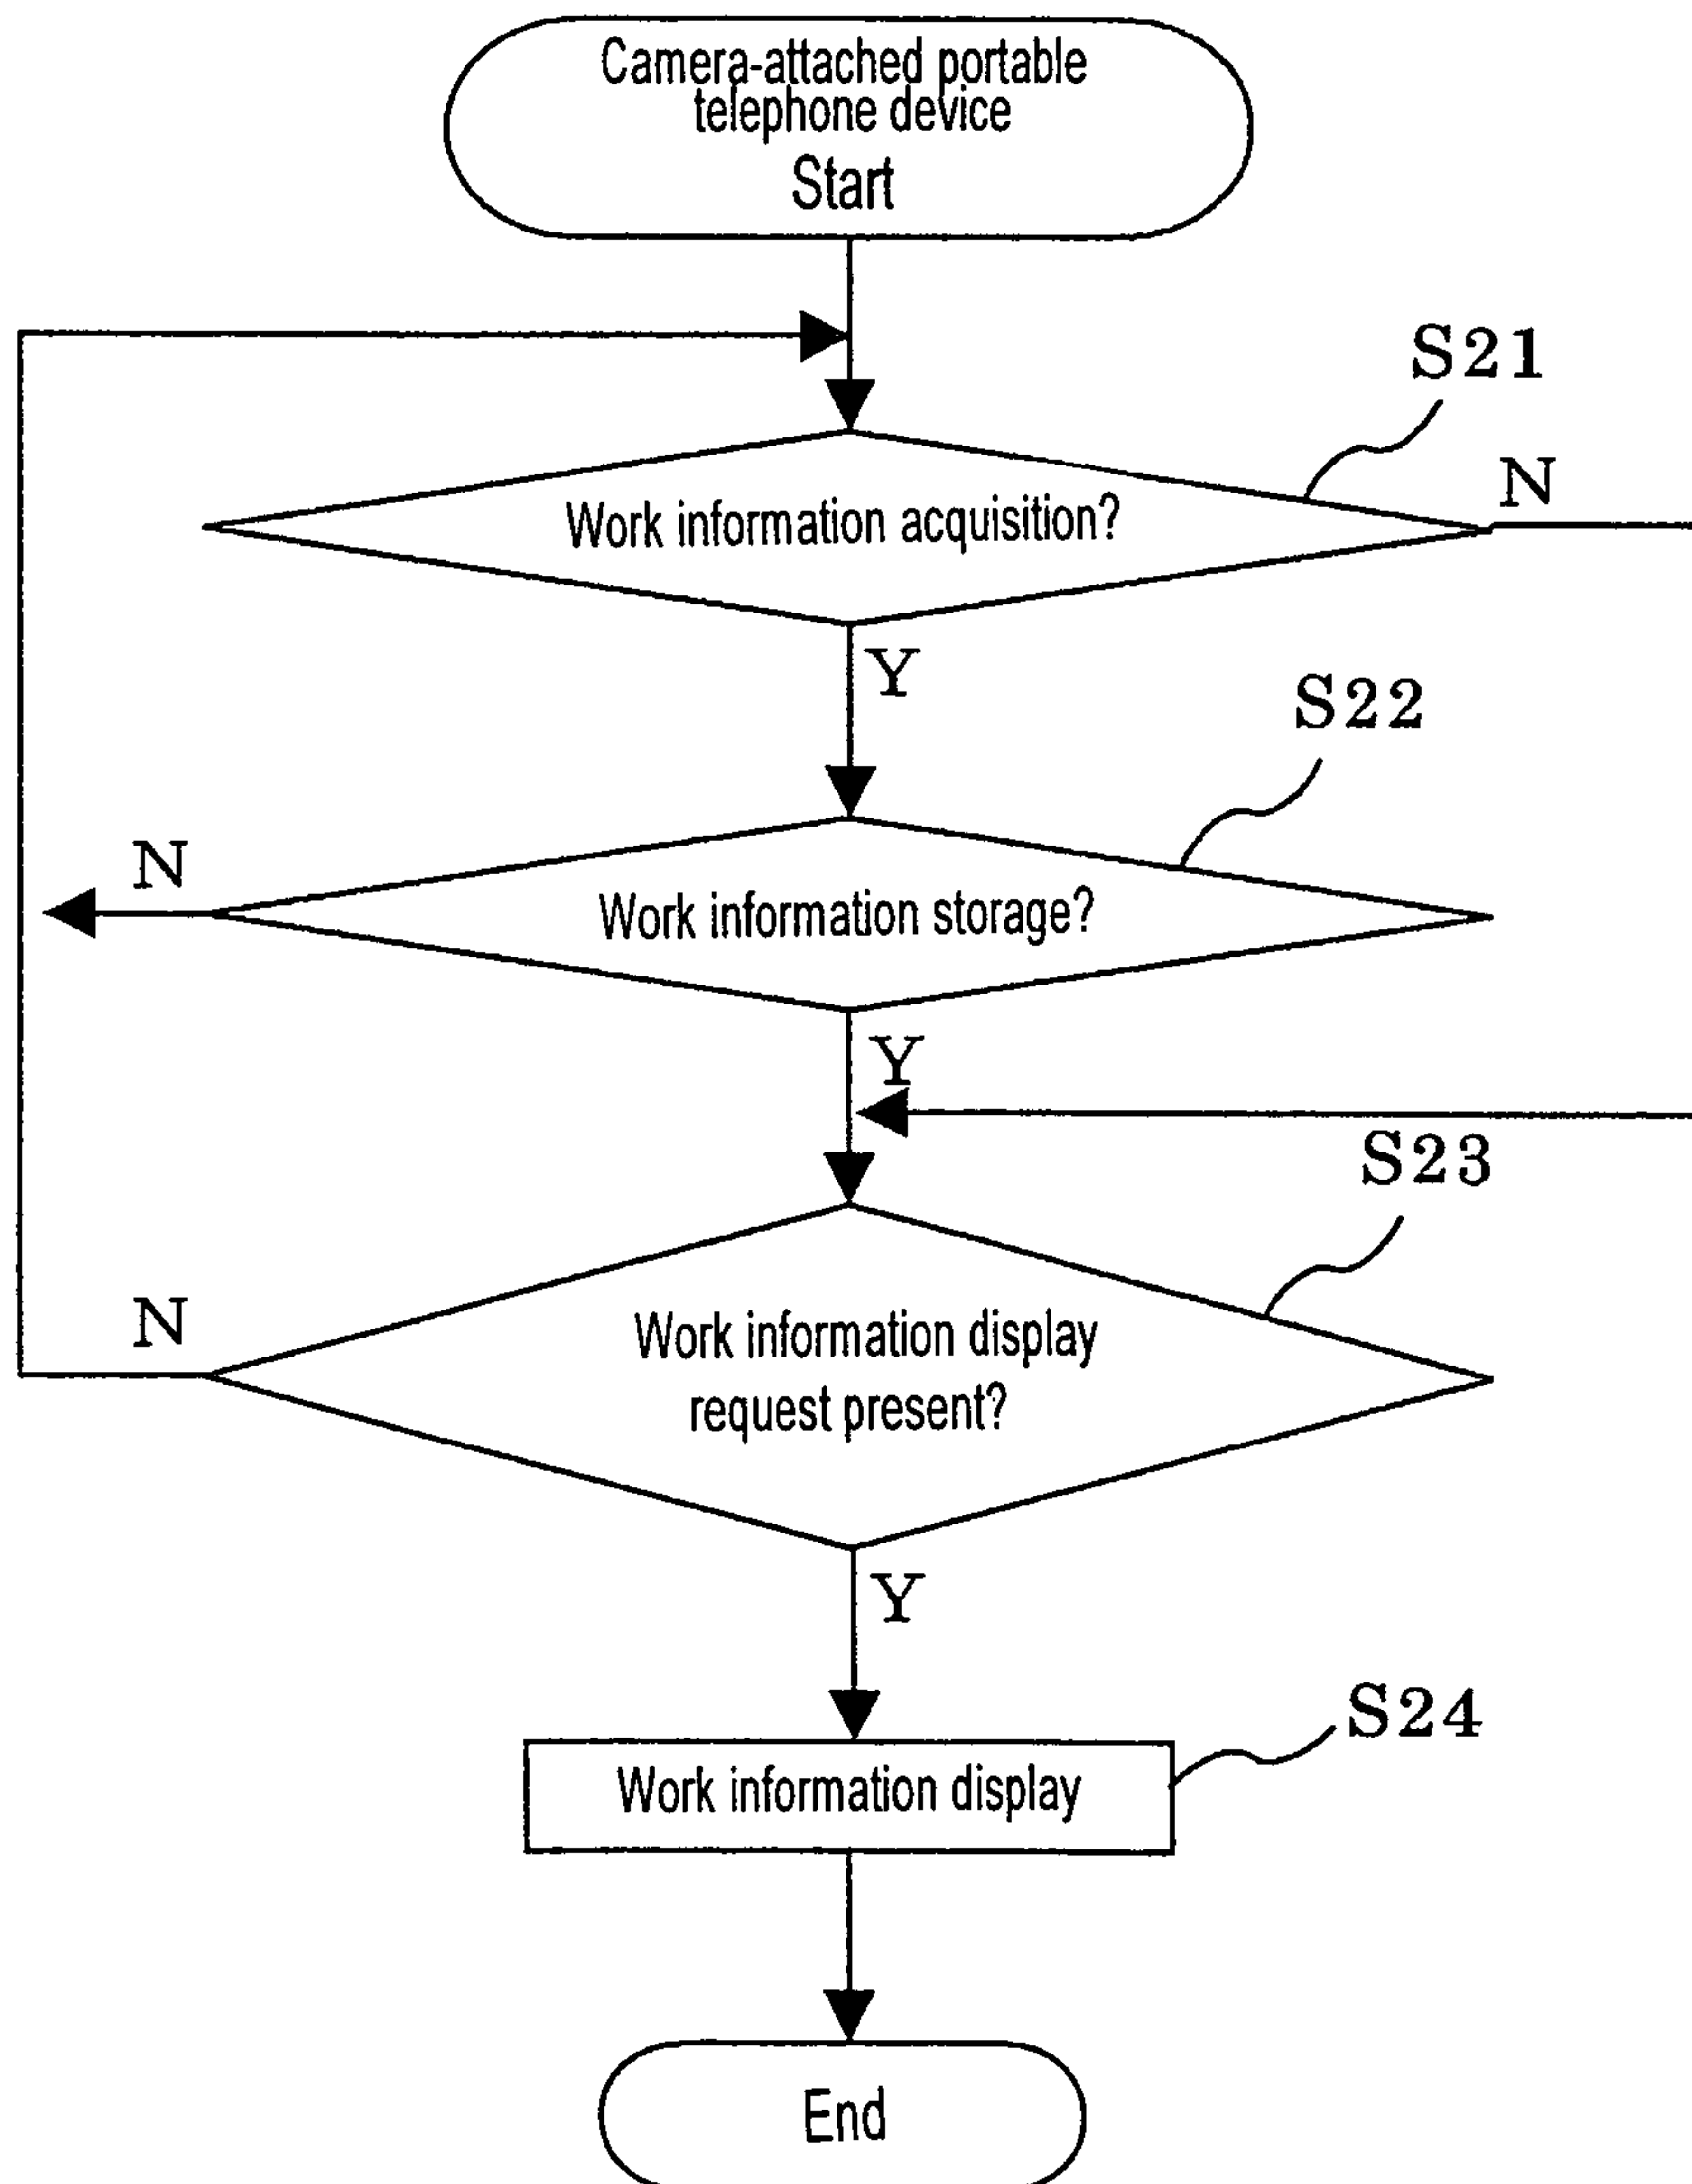 Camera-attached portable
telephone device
Start
S21
N
Work information acquisition?
Y
S22
N
Work information storage?
Y
S23
N
Work information display
request present?
Y
S24
Work information display
End